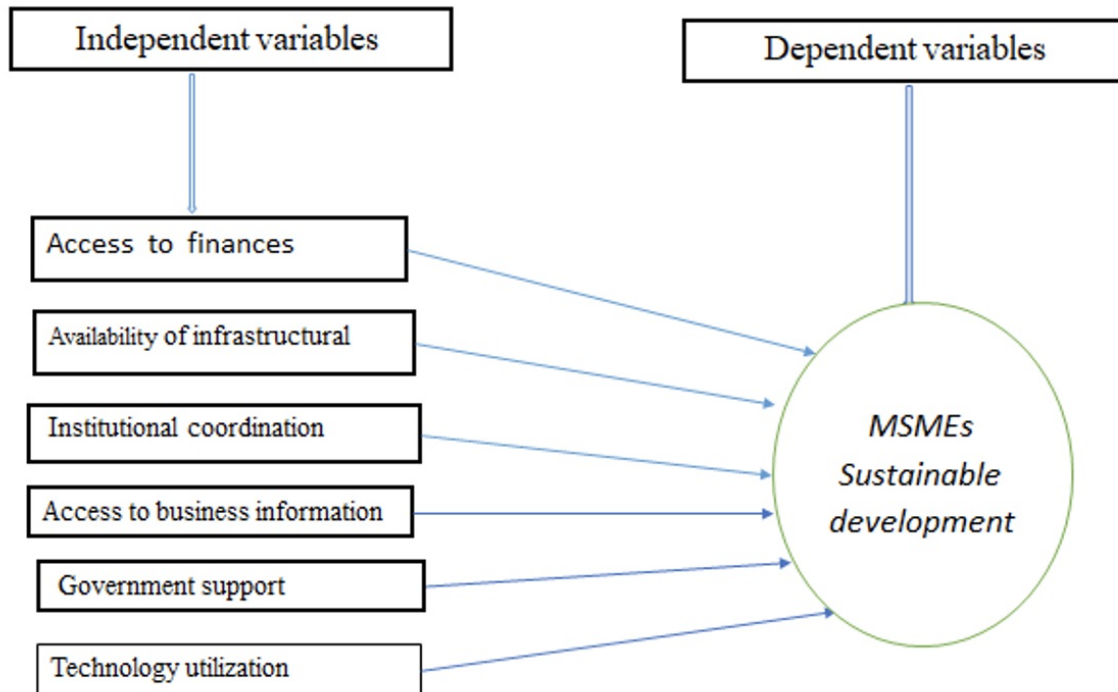 Independent variables
Dependent variables
Access to finances
Availability of infrastructural
Institutional coordination
Access to business information
Government support
Technology utilization
MSMEs
Sustainable
development